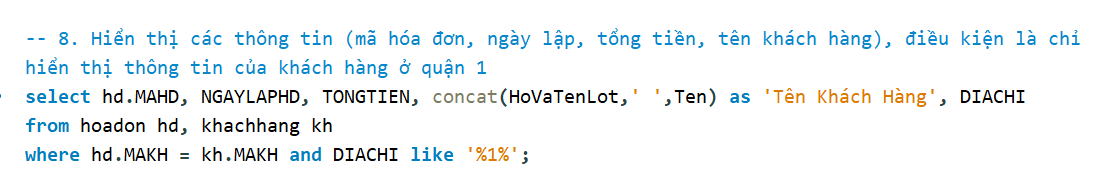 -- 8. Hiển thị các thông tin (mã hóa đơn, ngày lập, tổng tiền, tên khách hàng), điều kiện là chỉ
hiển thị thông tin của khách hàng ở quận 1
select hd.MAHD, NGAYLAPHD, TONGTIEN, concat(HoVaTenLot,' ',Ten) as 'Tên Khách Hàng', DIACHI
from hoadon hd, khachhang kh
where hd.MAKH = kh.MAKH and DIACHI like '%1%';